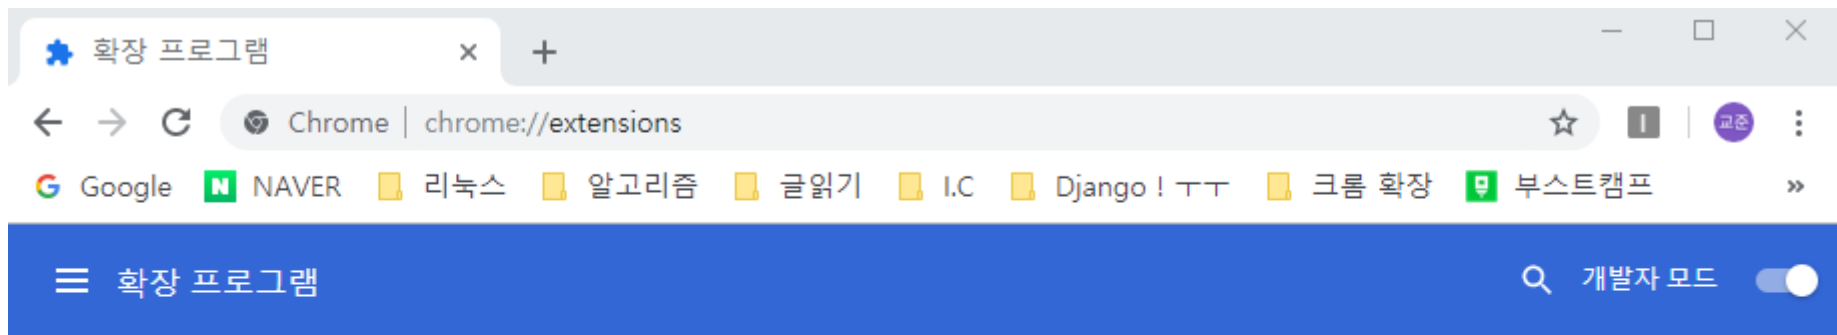 확장 프로그램
Chrome | chrome://extensions I 교준
G Google N NAVER 리눅스 알고리즘 글읽기 I.C Django ! ㅜㅜ 크롬 확장 부스트캠프 »
확장 프로그램 개발자 모드